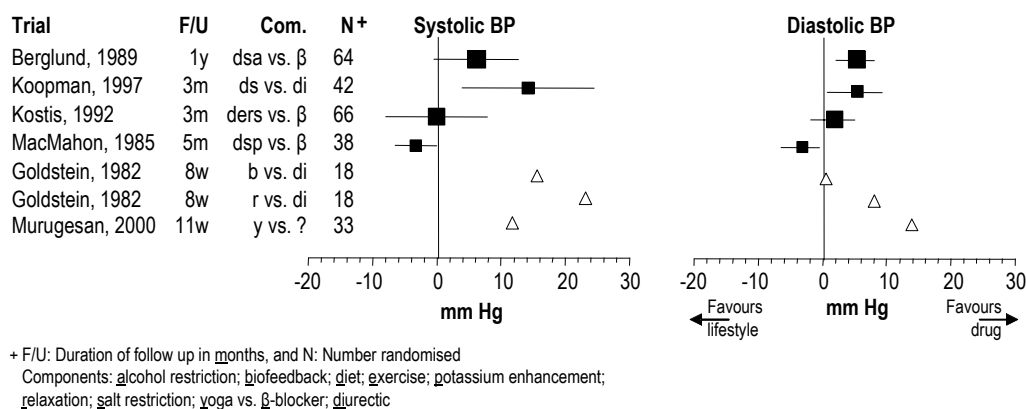 Trial F/U Com. N+ Systolic BP Diastolic BP
Berglund, 1989 1y dsa vs. β 64
Koopman, 1997 3m ds vs. di 42
Kostis, 1992 3m ders vs. β 66
MacMahon, 1985 5m dsp vs. β 38
Goldstein, 1982 8w b vs. di 18
Goldstein, 1982 8w r vs. di 18
Murugesan, 2000 11w y vs. ? 33
-20 -10 0 10 20 30 -20 -10 0 10 20 30
mm Hg Favours mm Hg Favours
lifestyle drug
+ F/U: Duration of follow up in months, and N: Number randomised
Components: alcohol restriction; biofeedback; diet; exercise; potassium enhancement;
relaxation; salt restriction; yoga vs. β-blocker; diurectic